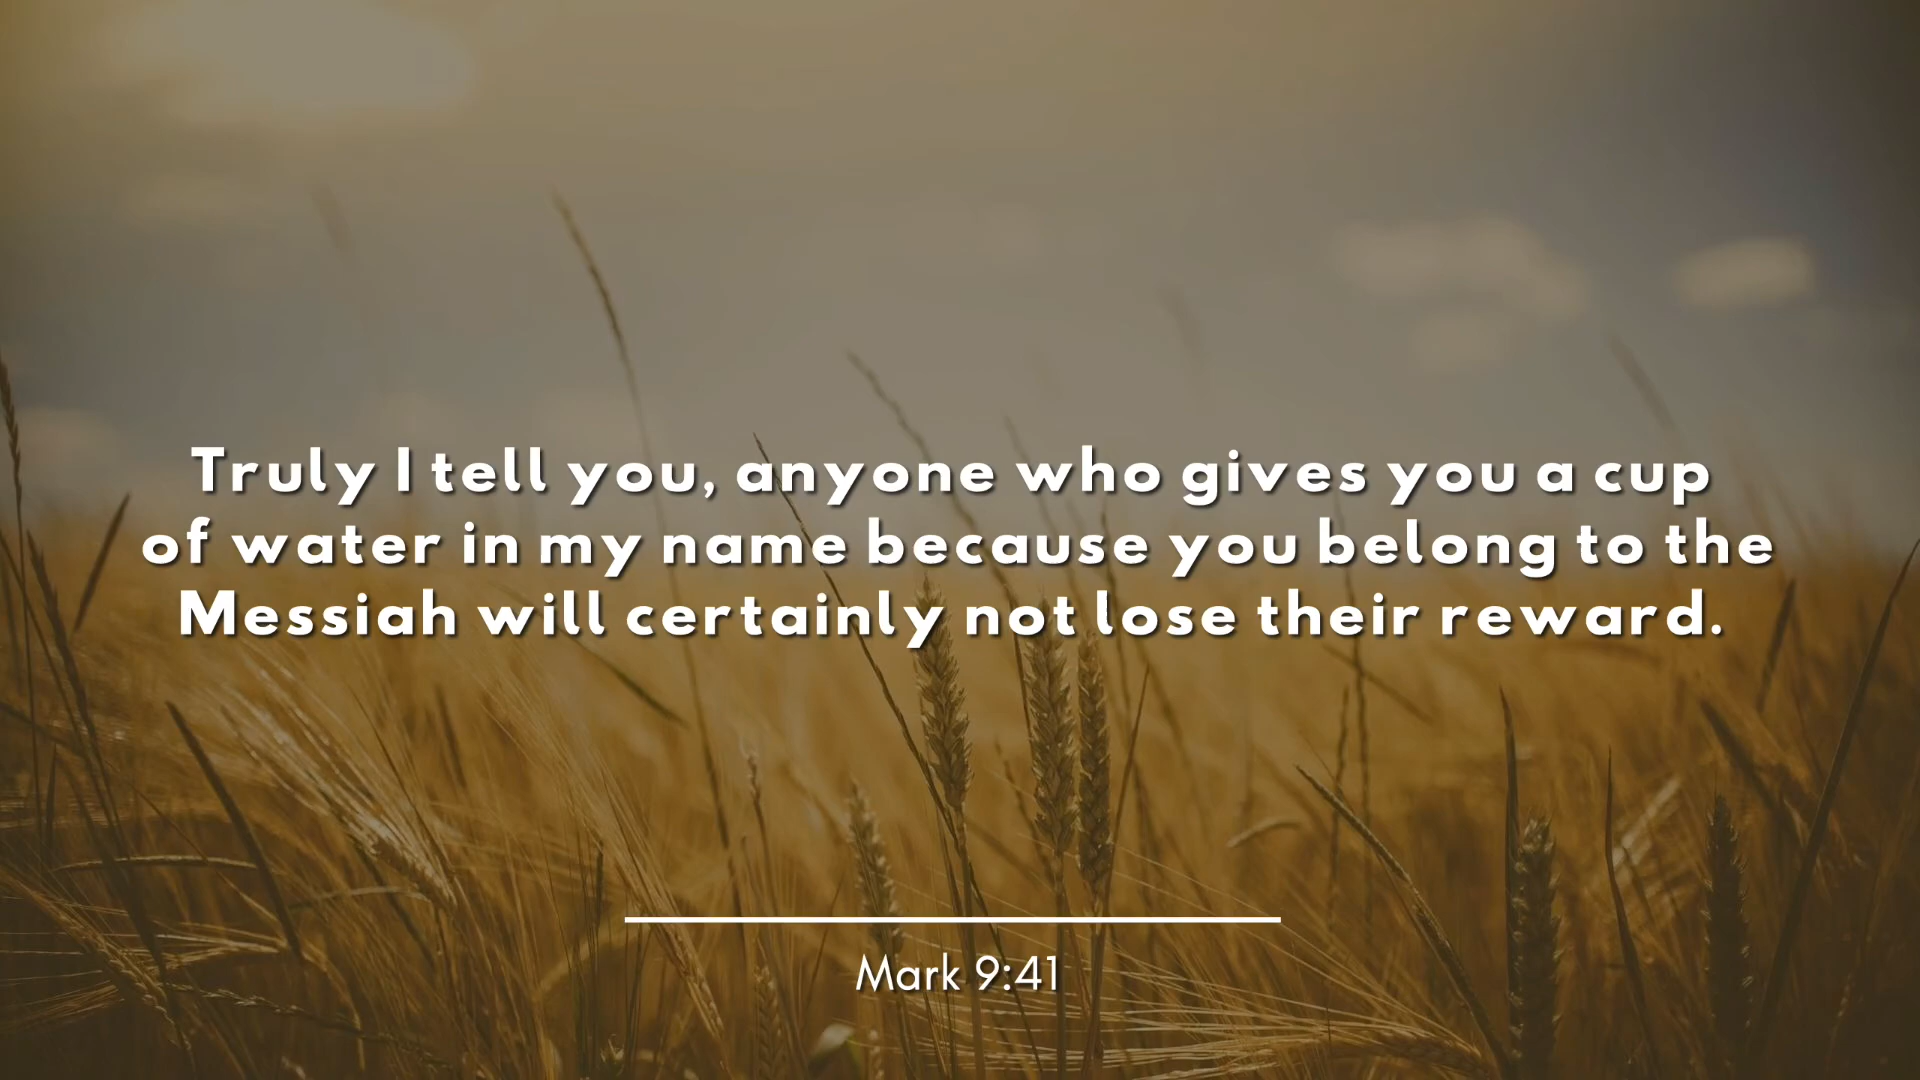 Truly I tell you, anyone who gives you a cup
of water in my name because you belong to the
Messiah will certainly not lose their reward.
Mark 9:41